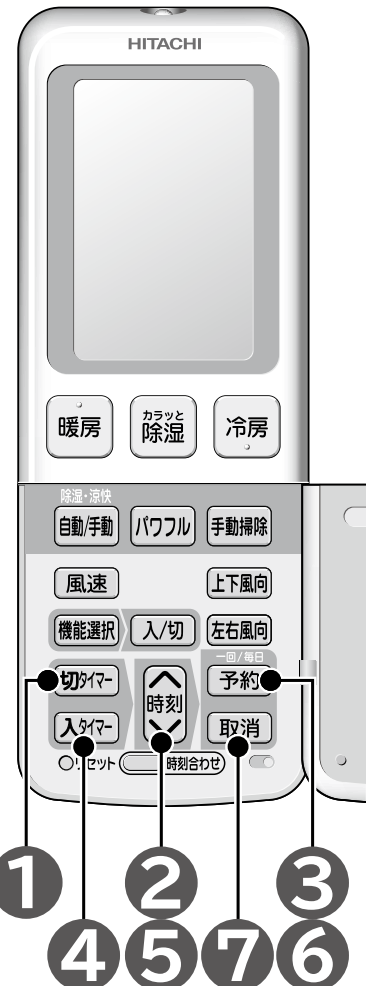 HITACHI
暖房
カラッと
除湿
冷房
除湿・涼快
自動/手動
パワフル
手動掃除
風速
上下風向
機能選択
入/切
左右風向
一回/毎日
切タイマー
時刻
予約
入タイマー
取消
リセット
時刻合わせ
1
2
3
4
5
7
6